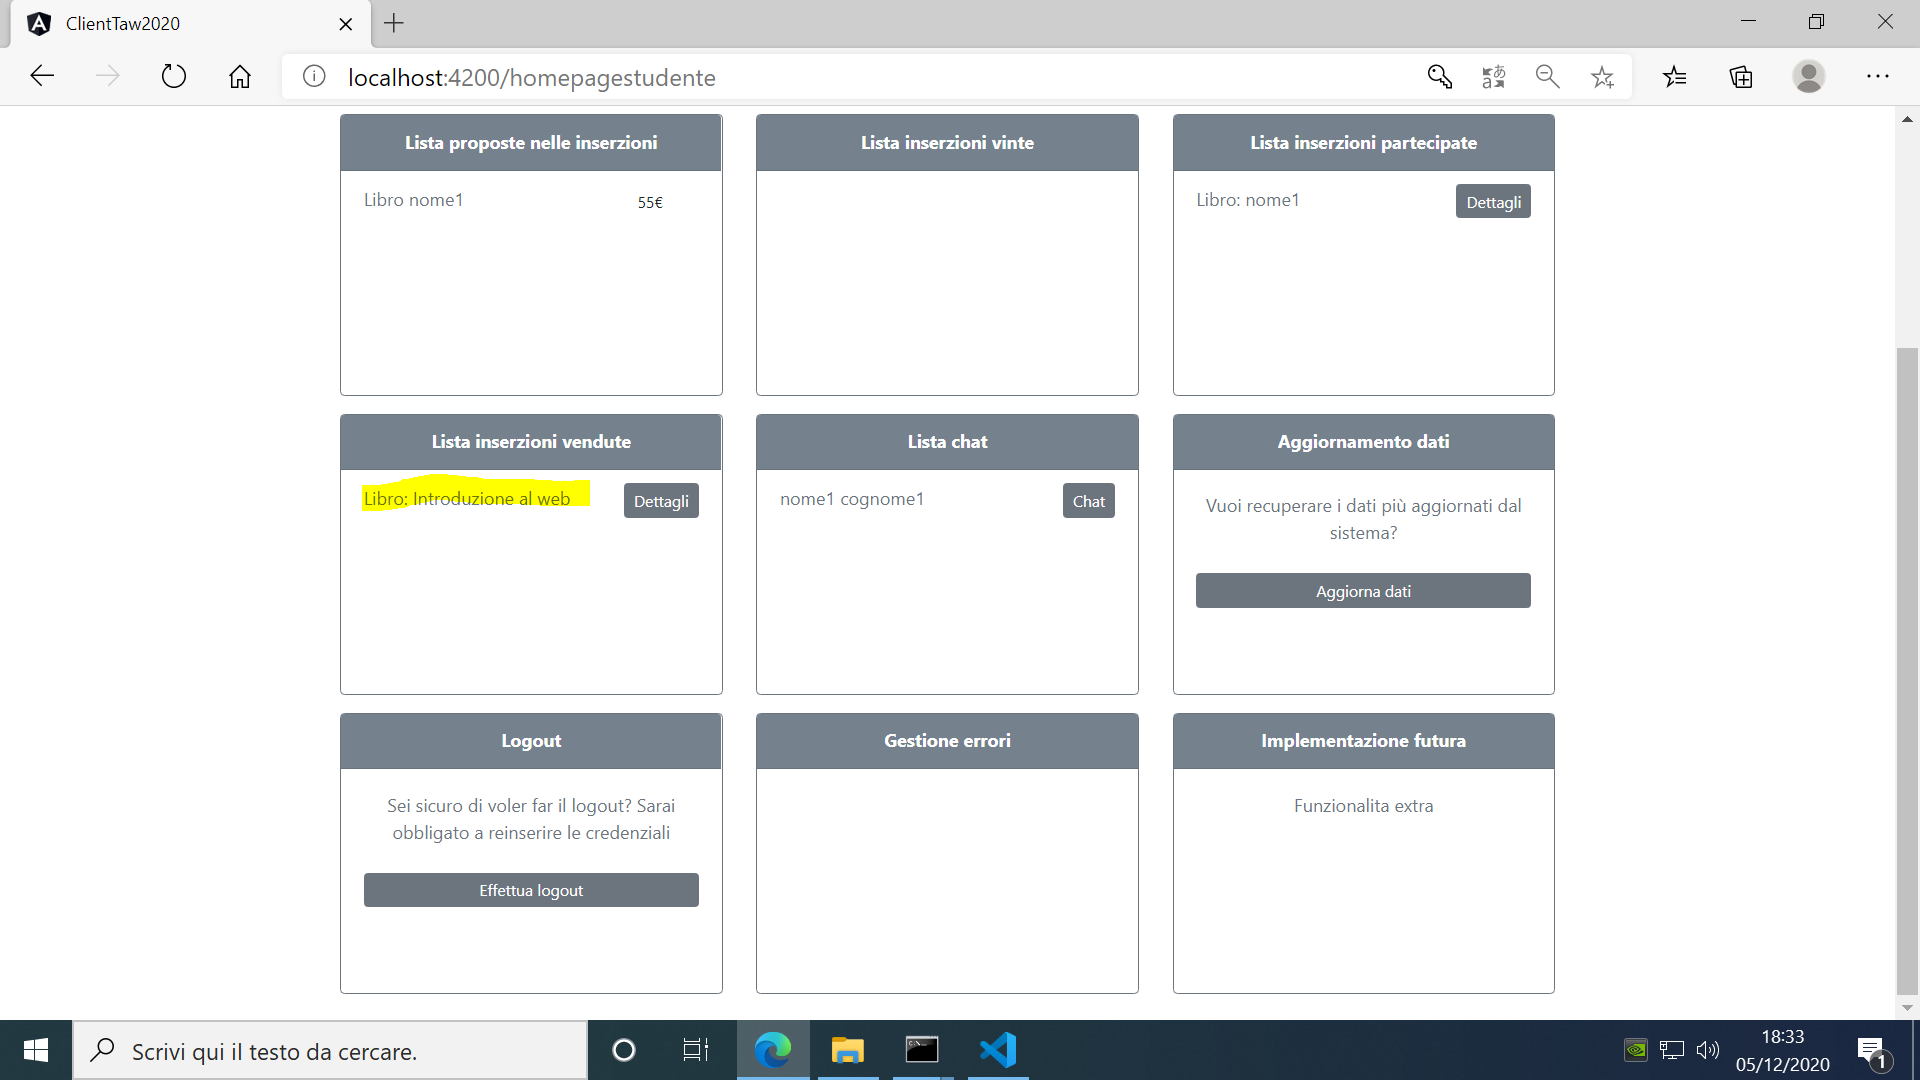 ClientTaw2020
localhost:4200/homepagestudente
Lista proposte nelle inserzioni
Libro nome1
55€
Lista inserzioni vinte
Lista inserzioni partecipate
Libro: nome1
Dettagli
Lista inserzioni vendute
Libro: Introduzione al web
Dettagli
Lista chat
nome1 cognome1
Chat
Aggiornamento dati
Vuoi recuperare i dati più aggiornati dal
sistema?
Aggiorna dati
Logout
Sei sicuro di voler far il logout? Sarai
obbligato a reinserire le credenziali
Effettua logout
Gestione errori
Implementazione futura
Funzionalita extra
Scrivi qui il testo da cercare.
18:33
05/12/2020
1